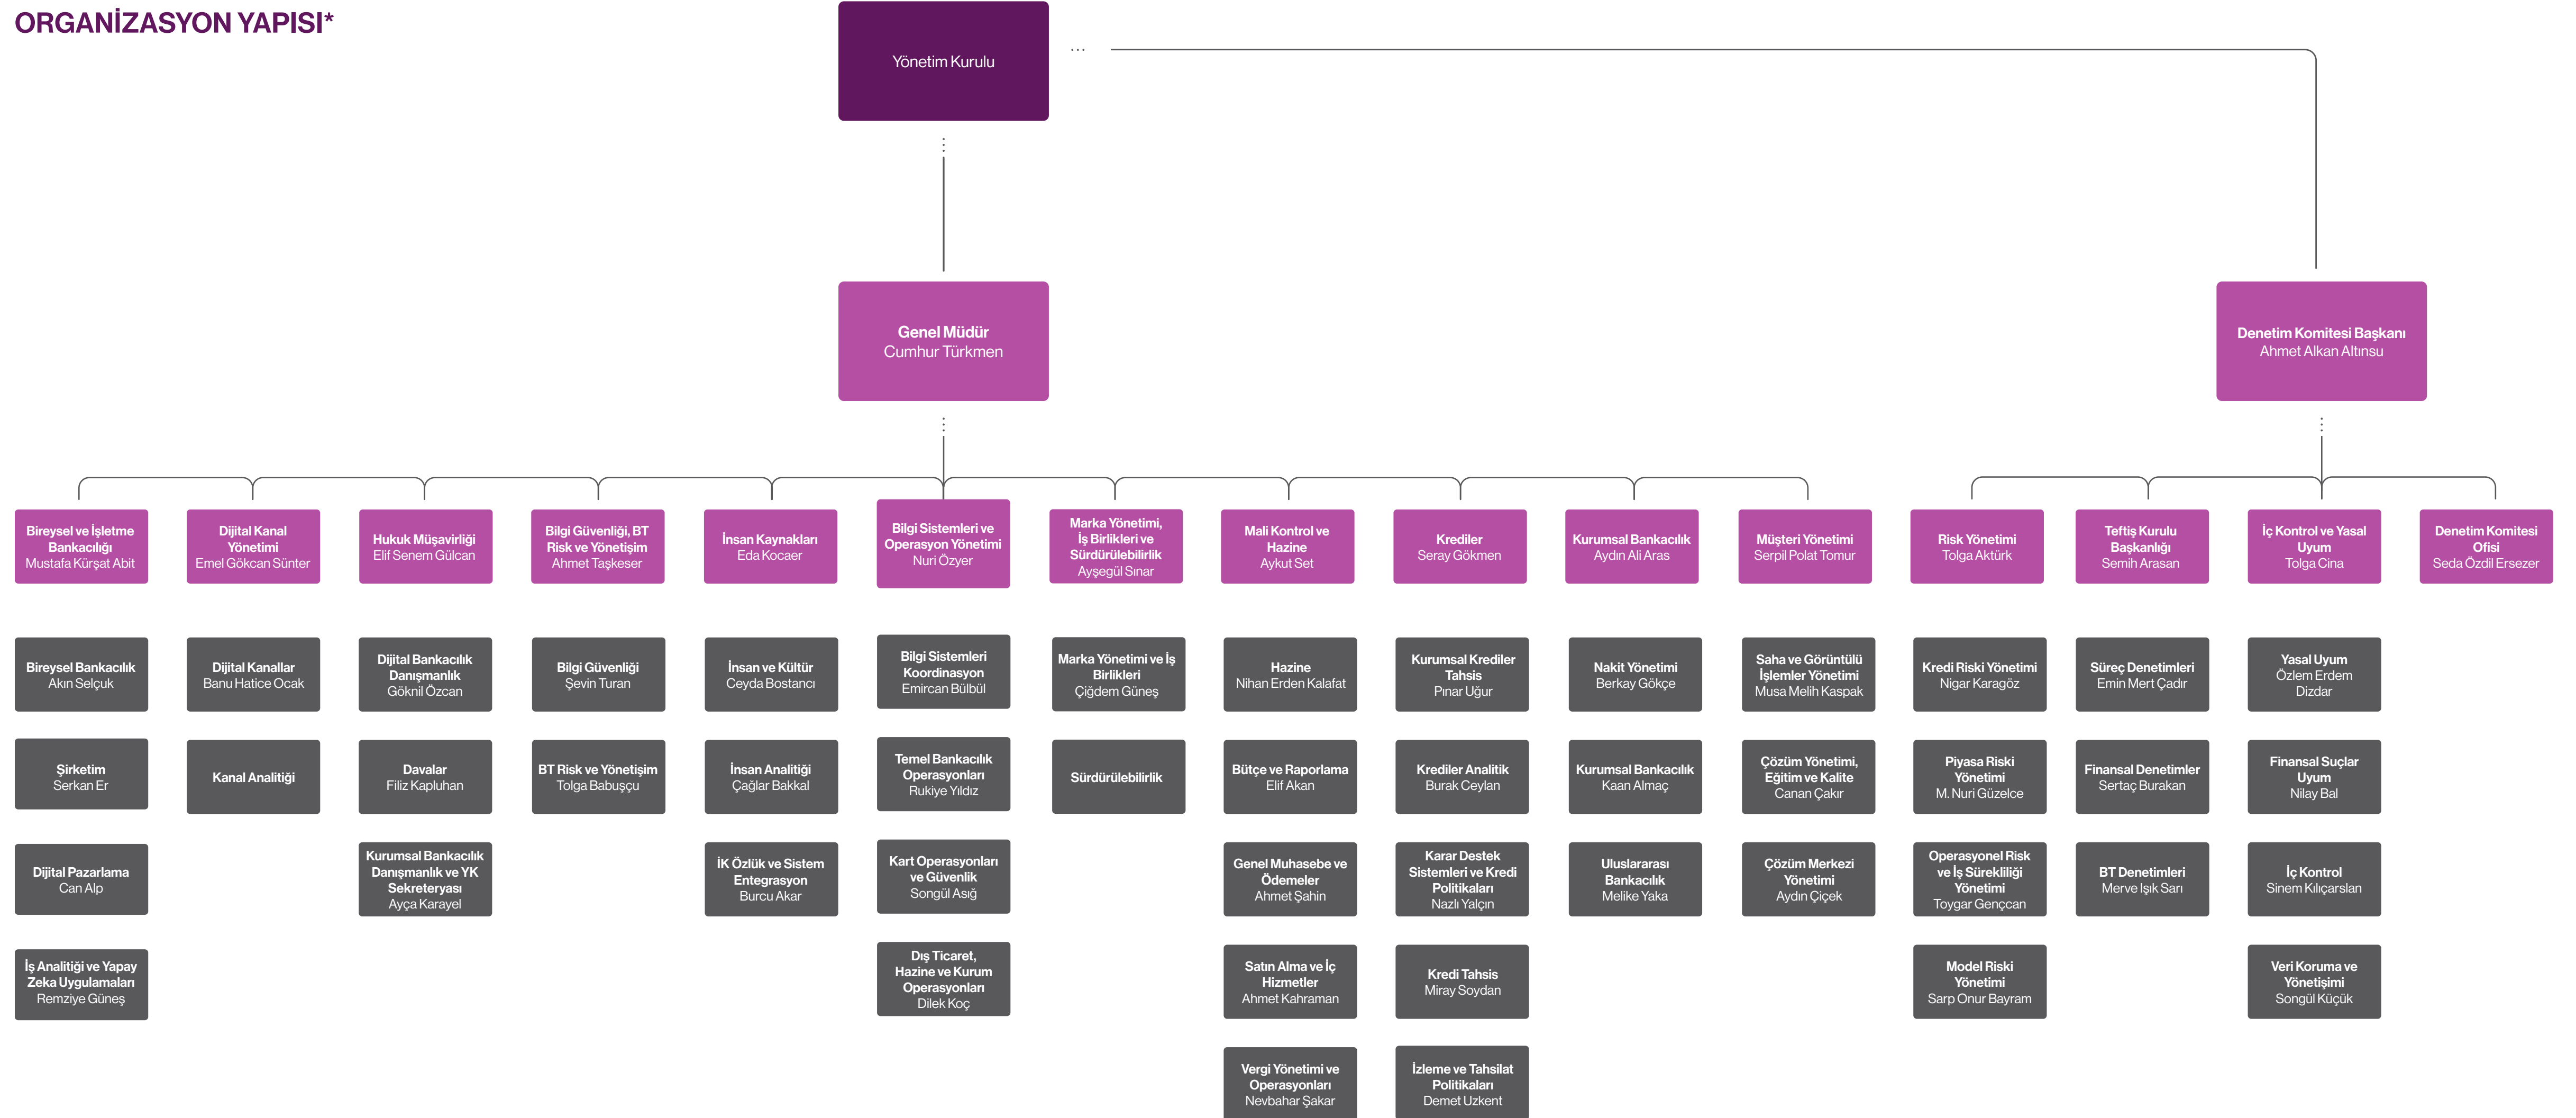 ORGANİZASYON YAPISI*
Yönetim Kurulu
Genel Müdür
Cumhur Türkmen
Denetim Komitesi Başkanı
Ahmet Alkan Altınsu
Bireysel ve İşletme
Bankacılığı
Mustafa Kürşat Abit
Dijital Kanal
Yönetimi
Emel Gökcan Sünter
Hukuk Müşavirliği
Elif Senem Gülcan
Bilgi Güvenliği, BT
Risk ve Yönetişim
Ahmet Taşkeser
İnsan Kaynakları
Eda Kocaer
Bilgi Sistemleri ve
Operasyon Yönetimi
Nuri Özyer
Marka Yönetimi,
İş Birlikleri ve
Sürdürülebilirlik
Ayşegül Sınar
Mali Kontrol ve
Hazine
Aykut Set
Krediler
Seray Gökmen
Kurumsal Bankacılık
Aydın Ali Aras
Müşteri Yönetimi
Serpil Polat Tomur
Risk Yönetimi
Tolga Aktürk
Teftiş Kurulu
Başkanlığı
Semih Arasan
İç Kontrol ve Yasal
Uyum
Tolga Cina
Denetim Komitesi
Ofisi
Seda Özdil Ersezer
Bireysel Bankacılık
Akın Selçuk
Dijital Kanallar
Banu Hatice Ocak
Dijital Bankacılık
Danışmanlık
Göknil Özcan
Bilgi Güvenliği
Şevin Turan
İnsan ve Kültür
Ceyda Bostancı
Bilgi Sistemleri
Koordinasyon
Emircan Bülbül
Marka Yönetimi ve İş
Birlikleri
Çiğdem Güneş
Hazine
Nihan Erden Kalafat
Kurumsal Krediler
Tahsis
Pınar Uğur
Nakit Yönetimi
Berkay Gökçe
Saha ve Görüntülü
İşlemler Yönetimi
Musa Melih Kaspak
Kredi Riski Yönetimi
Nigar Karagöz
Süreç Denetimleri
Emin Mert Çadır
Yasal Uyum
Özlem Erdem
Dizdar
Şirketim
Serkan Er
Kanal Analitiği
Davalar
Filiz Kapluhan
BT Risk ve Yönetişim
Tolga Babuşçu
İnsan Analitiği
Çağlar Bakkal
Temel Bankacılık
Operasyonları
Rukiye Yıldız
Sürdürülebilirlik
Bütçe ve Raporlama
Elif Akan
Krediler Analitik
Burak Ceylan
Kurumsal Bankacılık
Kaan Almaç
Çözüm Yönetimi,
Eğitim ve Kalite
Canan Çakır
Piyasa Riski
Yönetimi
M. Nuri Güzelce
Finansal Denetimler
Sertaç Burakan
Finansal Suçlar
Uyum
Nilay Bal
Dijital Pazarlama
Can Alp
Kurumsal Bankacılık
Danışmanlık ve YK
Sekreteryası
Ayça Karayel
İK Özlük ve Sistem
Entegrasyon
Burcu Akar
Kart Operasyonları
ve Güvenlik
Songül Asığ
Genel Muhasebe ve
Ödemeler
Ahmet Şahin
Karar Destek
Sistemleri ve Kredi
Politikaları
Nazlı Yalçın
Uluslararası
Bankacılık
Melike Yaka
Çözüm Merkezi
Yönetimi
Aydın Çiçek
Operasyonel Risk
ve İş Sürekliliği
Yönetimi
Toygar Gençcan
BT Denetimleri
Merve Işık Sarı
İç Kontrol
Sinem Kılıçarslan
İş Analitiği ve Yapay
Zeka Uygulamaları
Remziye Güneş
Dış Ticaret,
Hazine ve Kurum
Operasyonları
Dilek Koç
Satın Alma ve İç
Hizmetler
Ahmet Kahraman
Kredi Tahsis
Miray Soydan
Model Riski
Yönetimi
Sarp Onur Bayram
Veri Koruma ve
Yönetişimi
Songül Küçük
Vergi Yönetimi ve
Operasyonları
Nevbahar Şakar
İzleme ve Tahsilat
Politikaları
Demet Uzkent